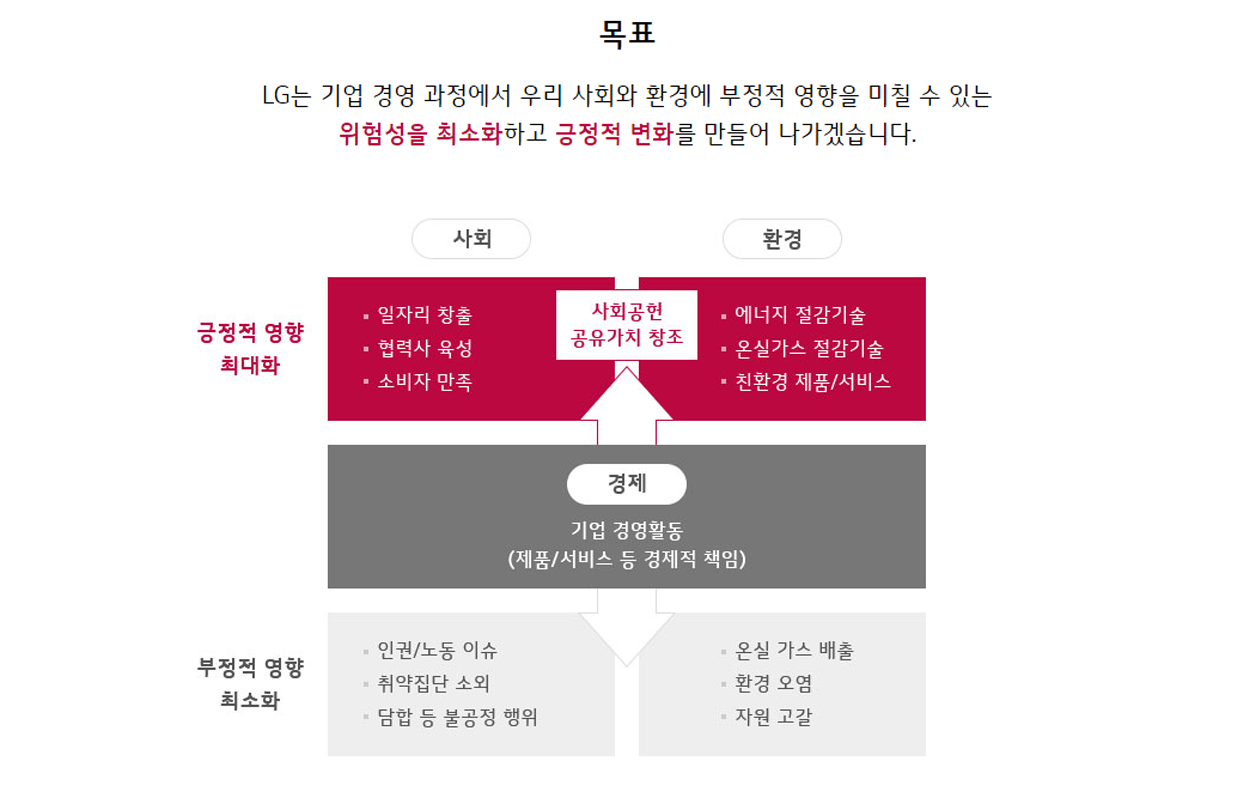 목표
LG는 기업 경영 과정에서 우리 사회와 환경에 부정적 영향을 미칠 수 있는
위험성을 최소화하고 긍정적 변화를 만들어 나가겠습니다.
사회
환경
긍정적 영향
최대화
일자리 창출
협력사 육성
소비자 만족
사회공헌
공유가치 창조
에너지 절감기술
온실가스 절감기술
친환경 제품/서비스
경제
기업 경영활동
(제품/서비스 등 경제적 책임)
부정적 영향
최소화
인권/노동 이슈
취약집단 소외
담합 등 불공정 행위
온실 가스 배출
환경 오염
자원 고갈